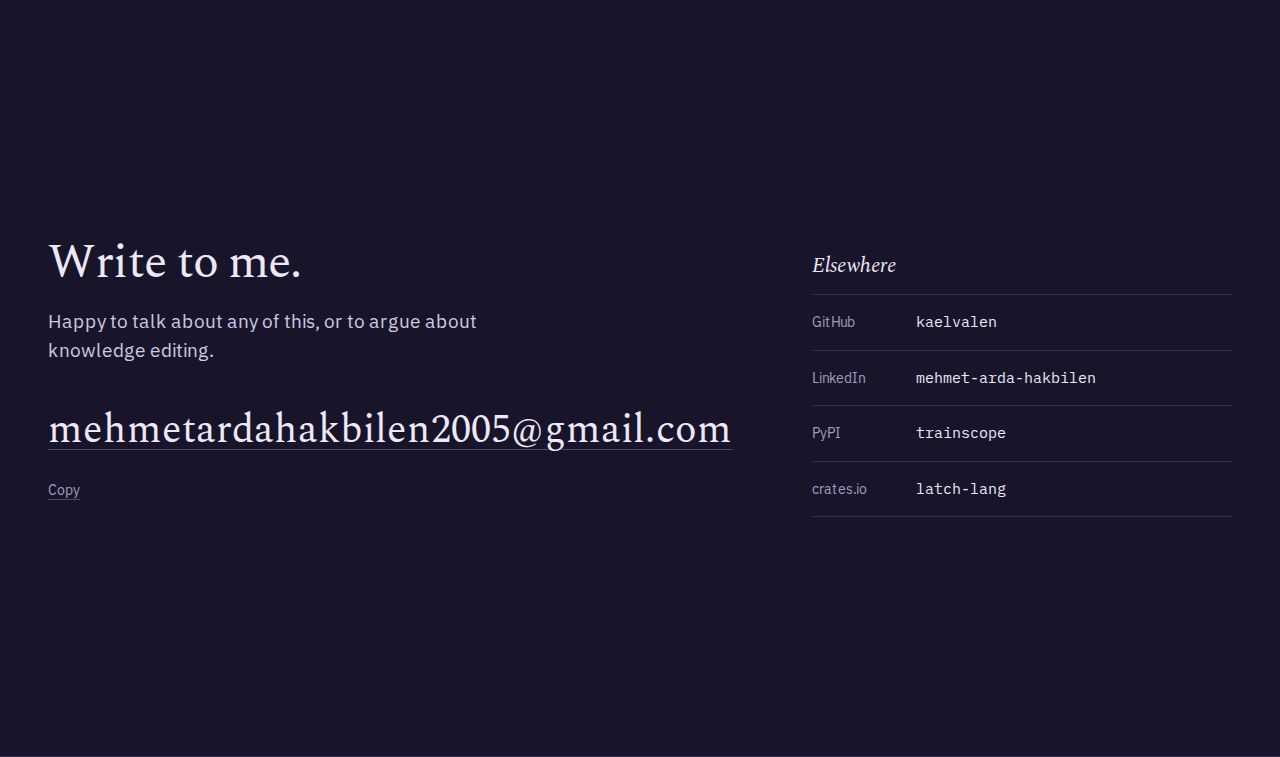 Write to me.
Happy to talk about any of this, or to argue about
knowledge editing.
mehmetardahakbilen2005@gmail.com
Copy
Elsewhere
GitHub kaelvalen
LinkedIn mehmet-arda-hakbilen
PyPI trainscope
crates.io latch-lang